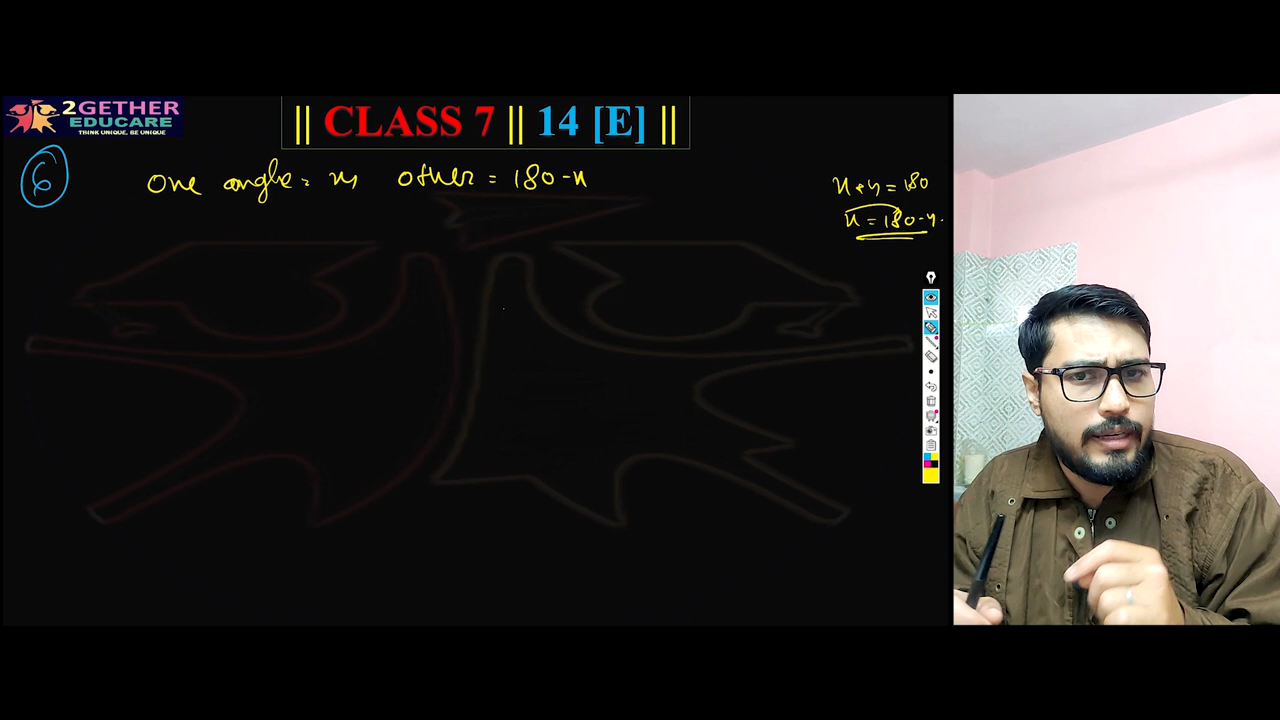 2GETHER
EDUCARE
THINK UNIQUE, BE UNIQUE
|| CLASS 7 || 14 [E] ||
6
One angle = x, other = 180-x
x + y = 180
x = 180-y.